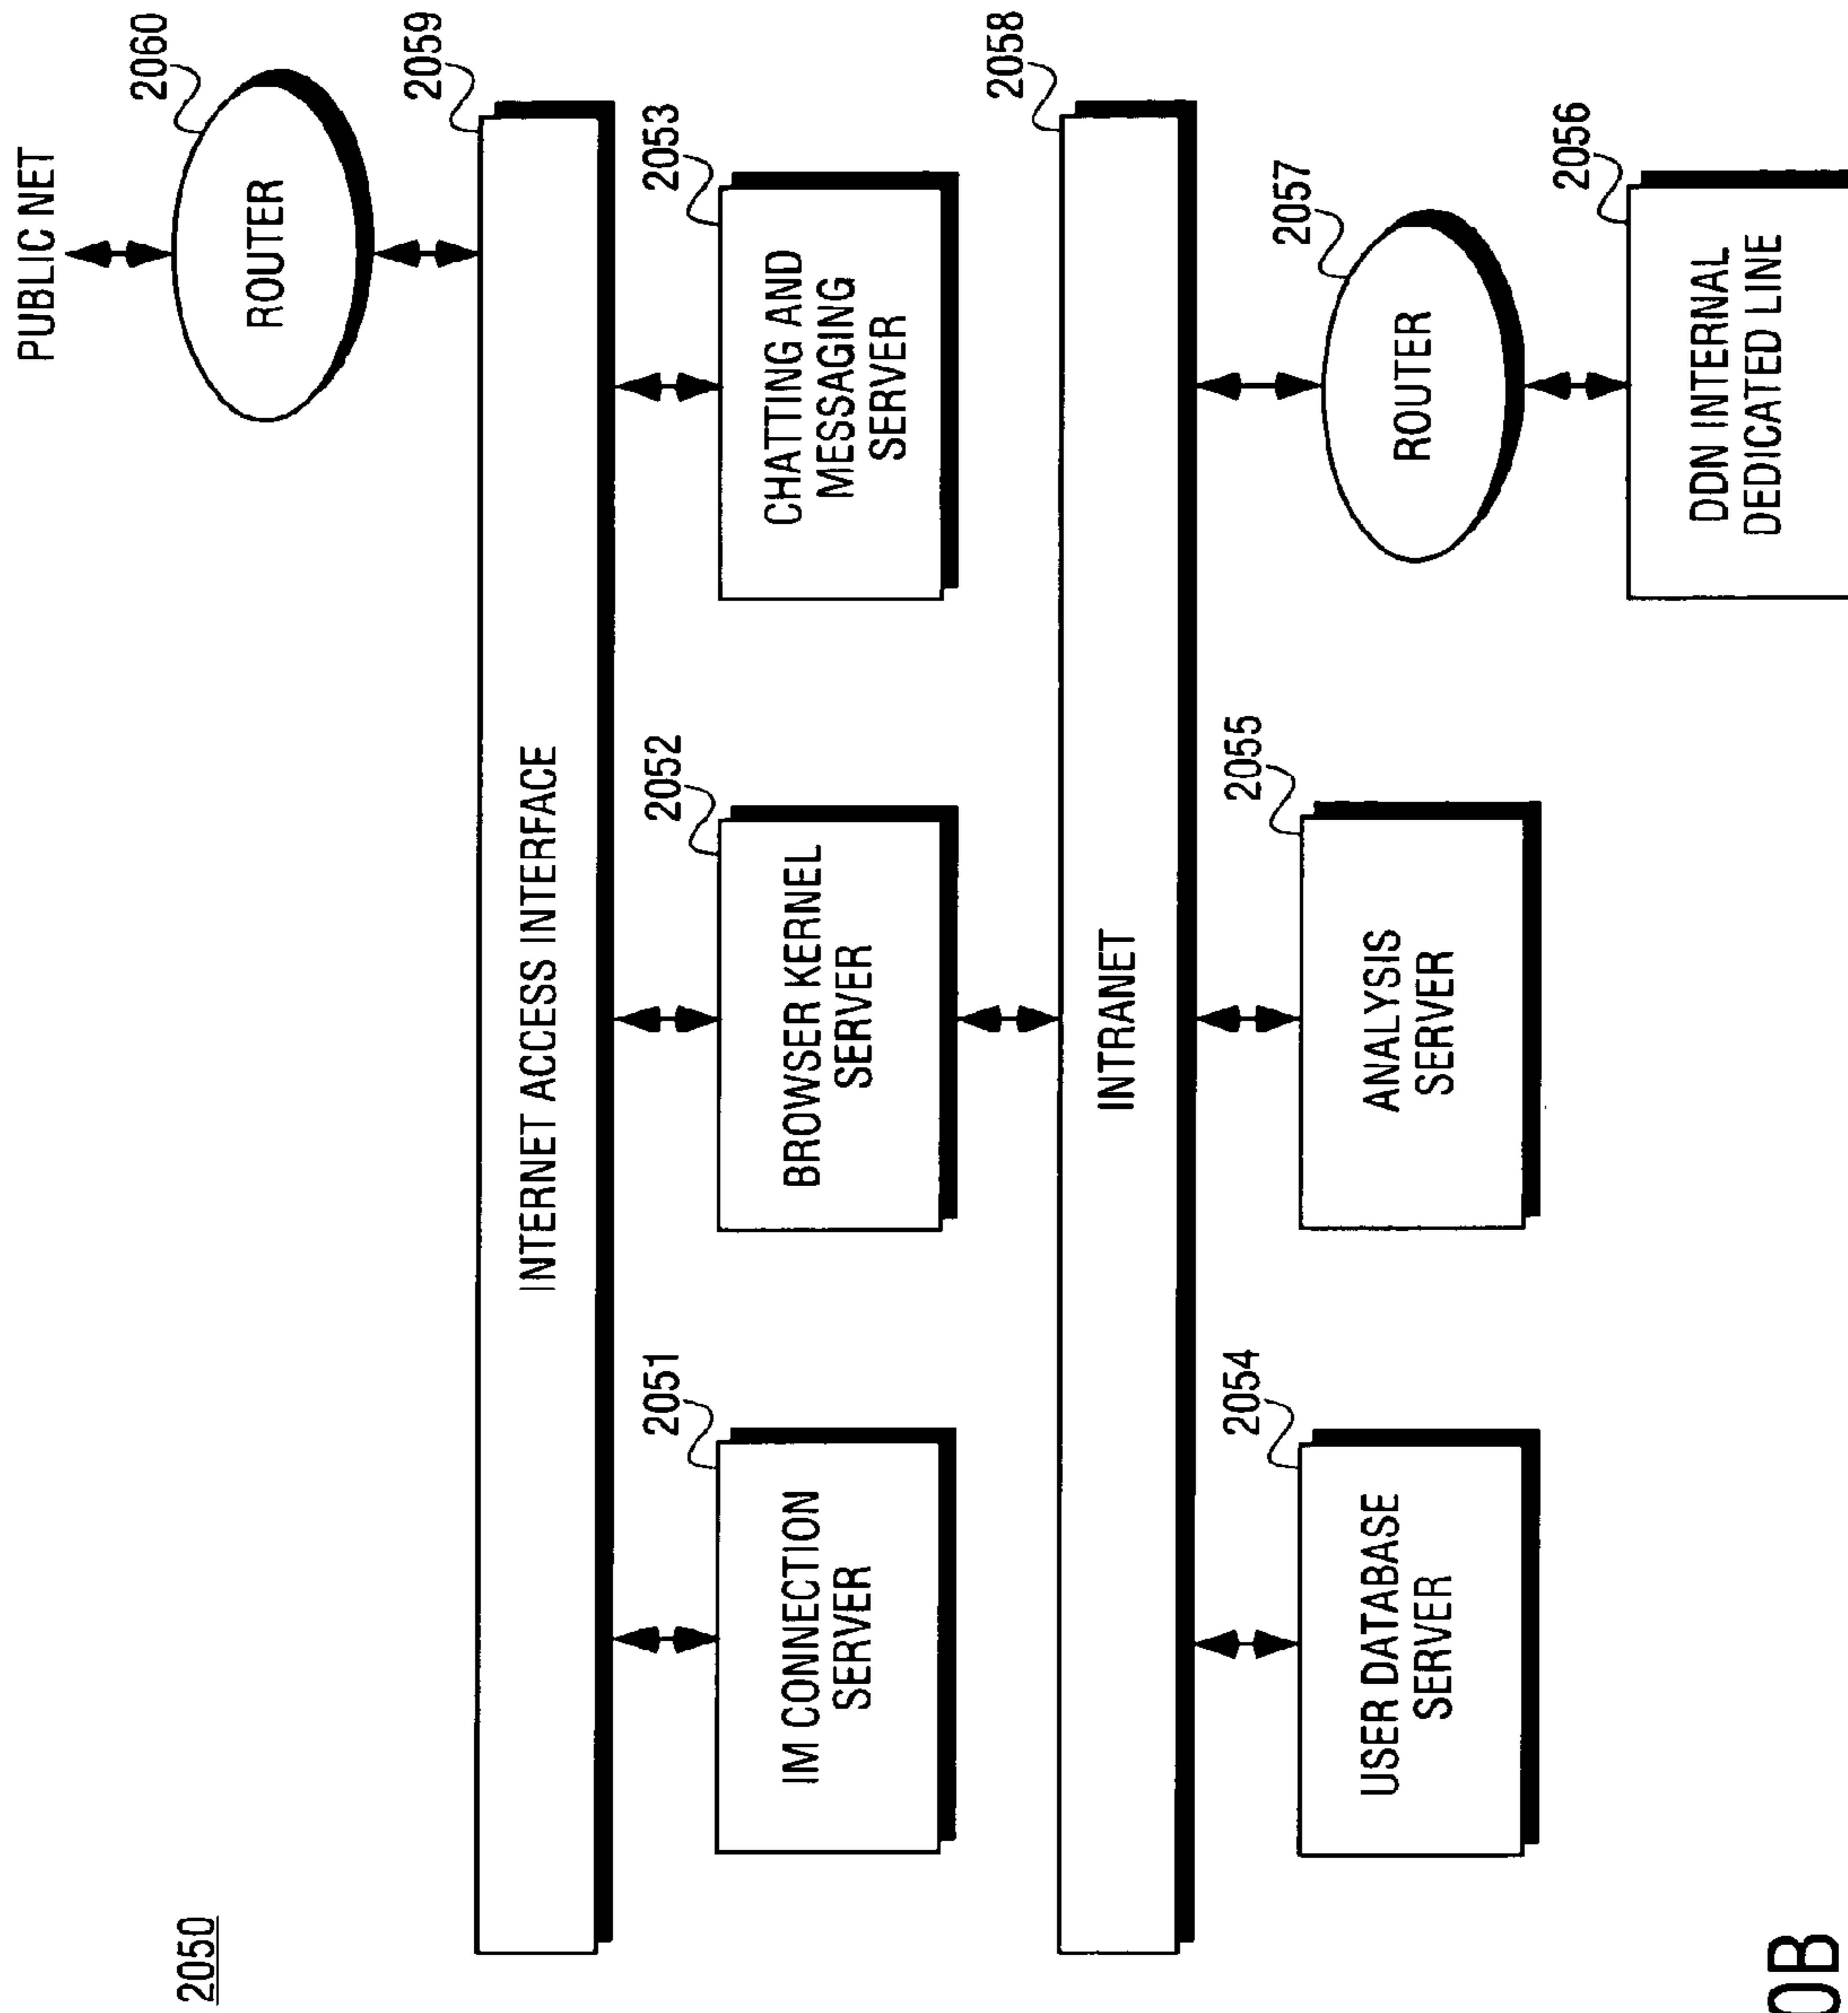 2050
PUBLIC NET
2060
ROUTER
2059
INTERNET ACCESS INTERFACE
2051
2052
2053
IM CONNECTION
SERVER
BROWSER KERNEL
SERVER
CHATTING AND
MESSAGING
SERVER
2058
INTRANET
2054
2055
2057
USER DATABASE
SERVER
ANALYSIS
SERVER
ROUTER
2056
DDN INTERNAL
DEDICATED LINE
0B